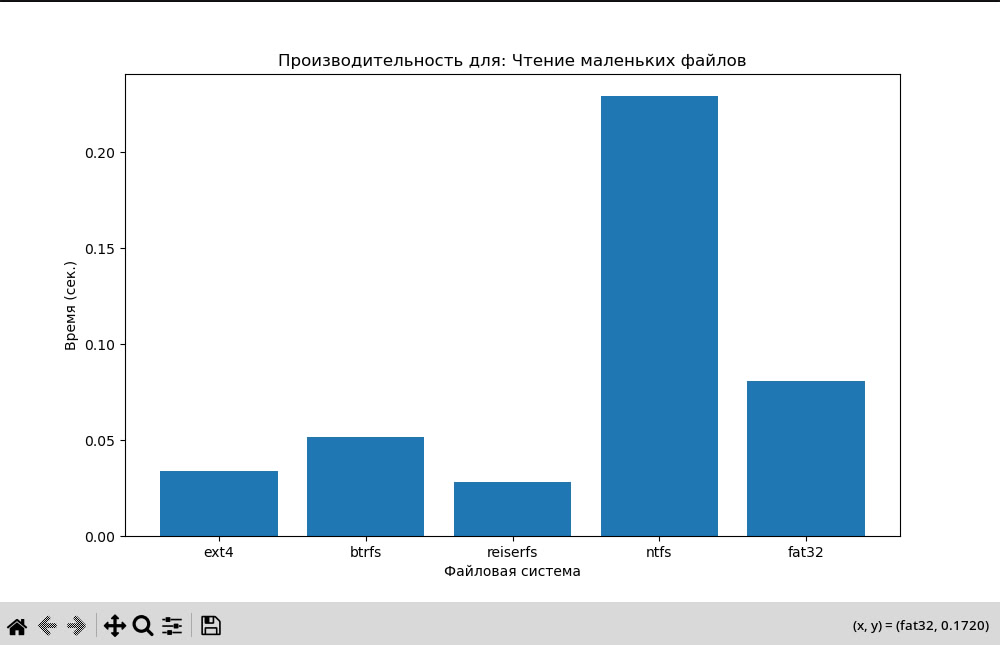 Производительность для: Чтение маленьких файлов
0.20
0.15
0.10
0.05
0.00
Время (сек.)
ext4 btrfs reiserfs ntfs fat32
Файловая система
(x, y) = (fat32, 0.1720)